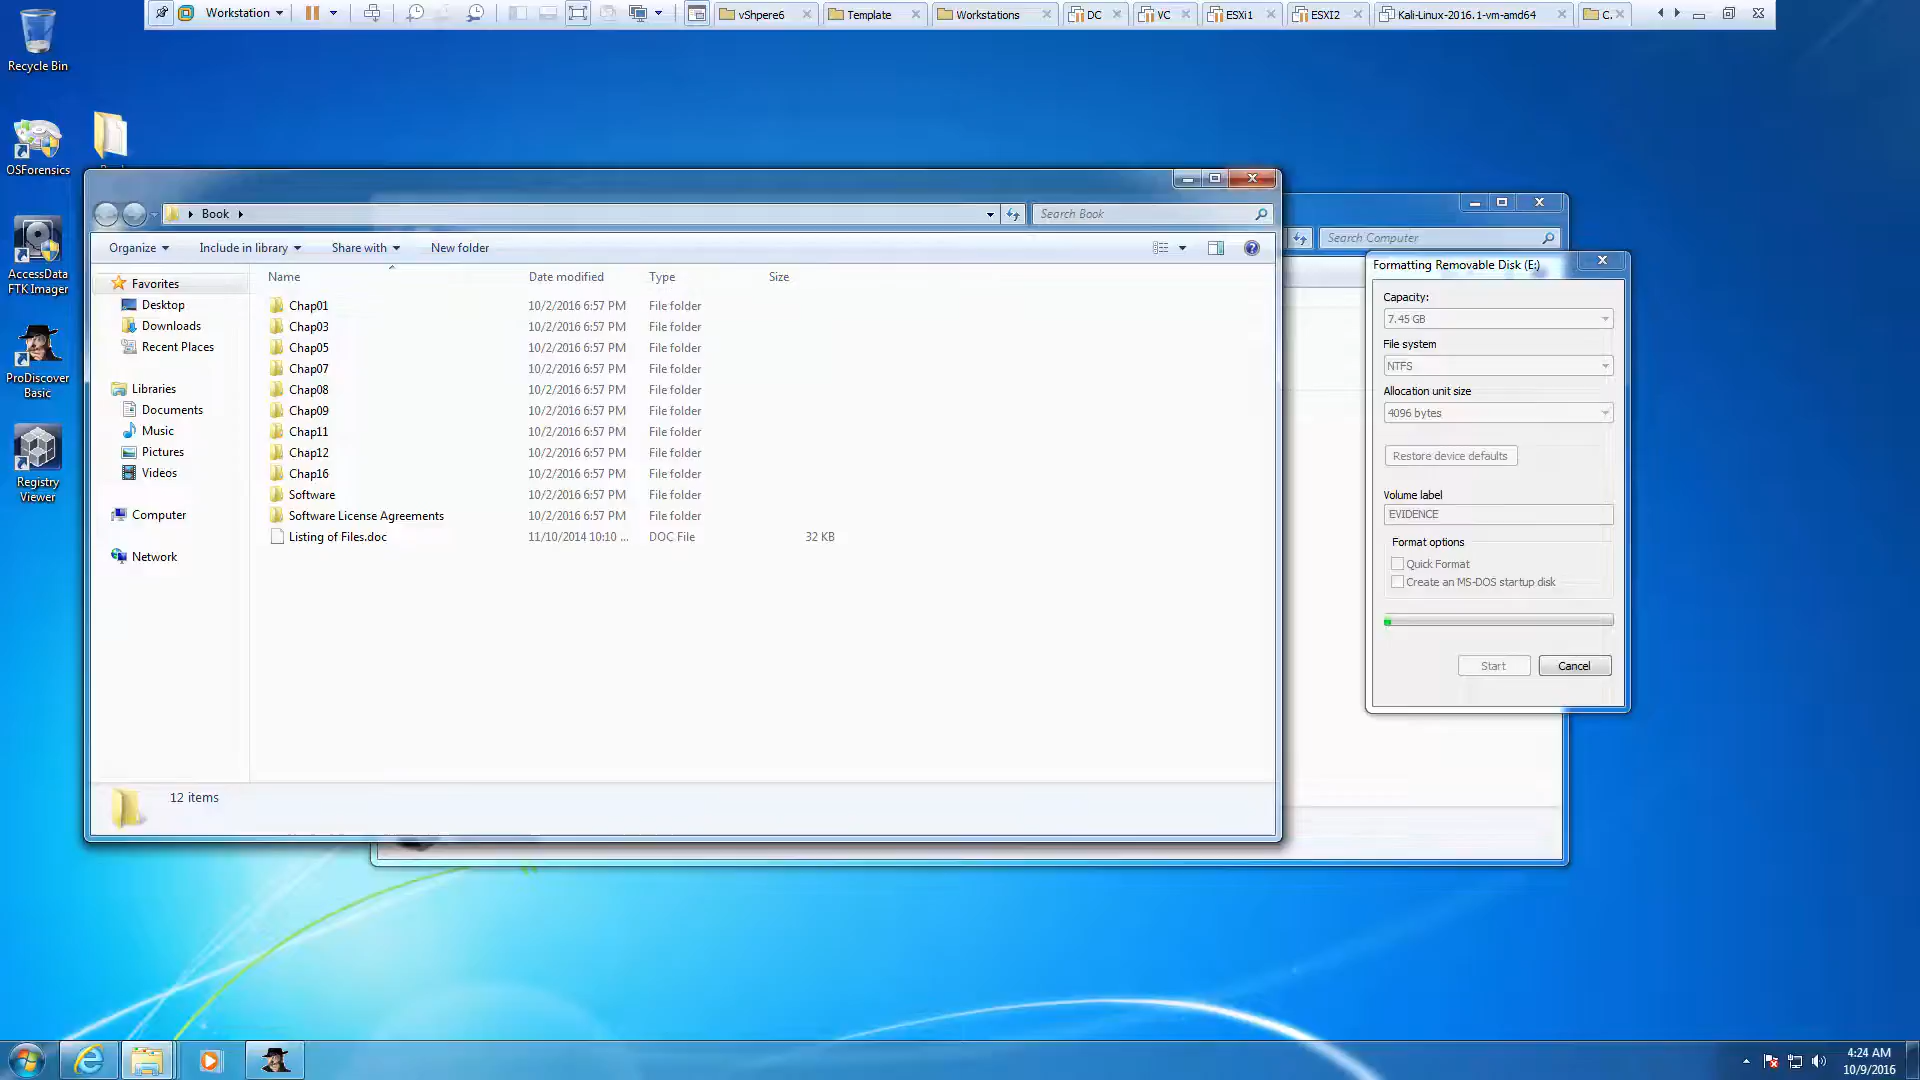 Workstation
vShpere6
Template
Workstations
DC
VC
ESXi1
ESXI2
Kali-Linux-2016.1-vm-amd64
C.
Recycle Bin
OSForensics
AccessData
FTK Imager
ProDiscover
Basic
Registry
Viewer
Book
Search Book
Search Computer
Organize
Include in library
Share with
New folder
Name
Date modified
Type
Size
Favorites
Desktop
Downloads
Recent Places
Libraries
Documents
Music
Pictures
Videos
Computer
Network
Chap01 10/2/2016 6:57 PM File folder
Chap03 10/2/2016 6:57 PM File folder
Chap05 10/2/2016 6:57 PM File folder
Chap07 10/2/2016 6:57 PM File folder
Chap08 10/2/2016 6:57 PM File folder
Chap09 10/2/2016 6:57 PM File folder
Chap11 10/2/2016 6:57 PM File folder
Chap12 10/2/2016 6:57 PM File folder
Chap16 10/2/2016 6:57 PM File folder
Software 10/2/2016 6:57 PM File folder
Software License Agreements 10/2/2016 6:57 PM File folder
Listing of Files.doc 11/10/2014 10:10 ... DOC File 32 KB
12 items
Formatting Removable Disk (E:)
Capacity:
7.45 GB
File system
NTFS
Allocation unit size
4096 bytes
Restore device defaults
Volume label
EVIDENCE
Format options
Quick Format
Create an MS-DOS startup disk
Start
Cancel
4:24 AM
10/9/2016